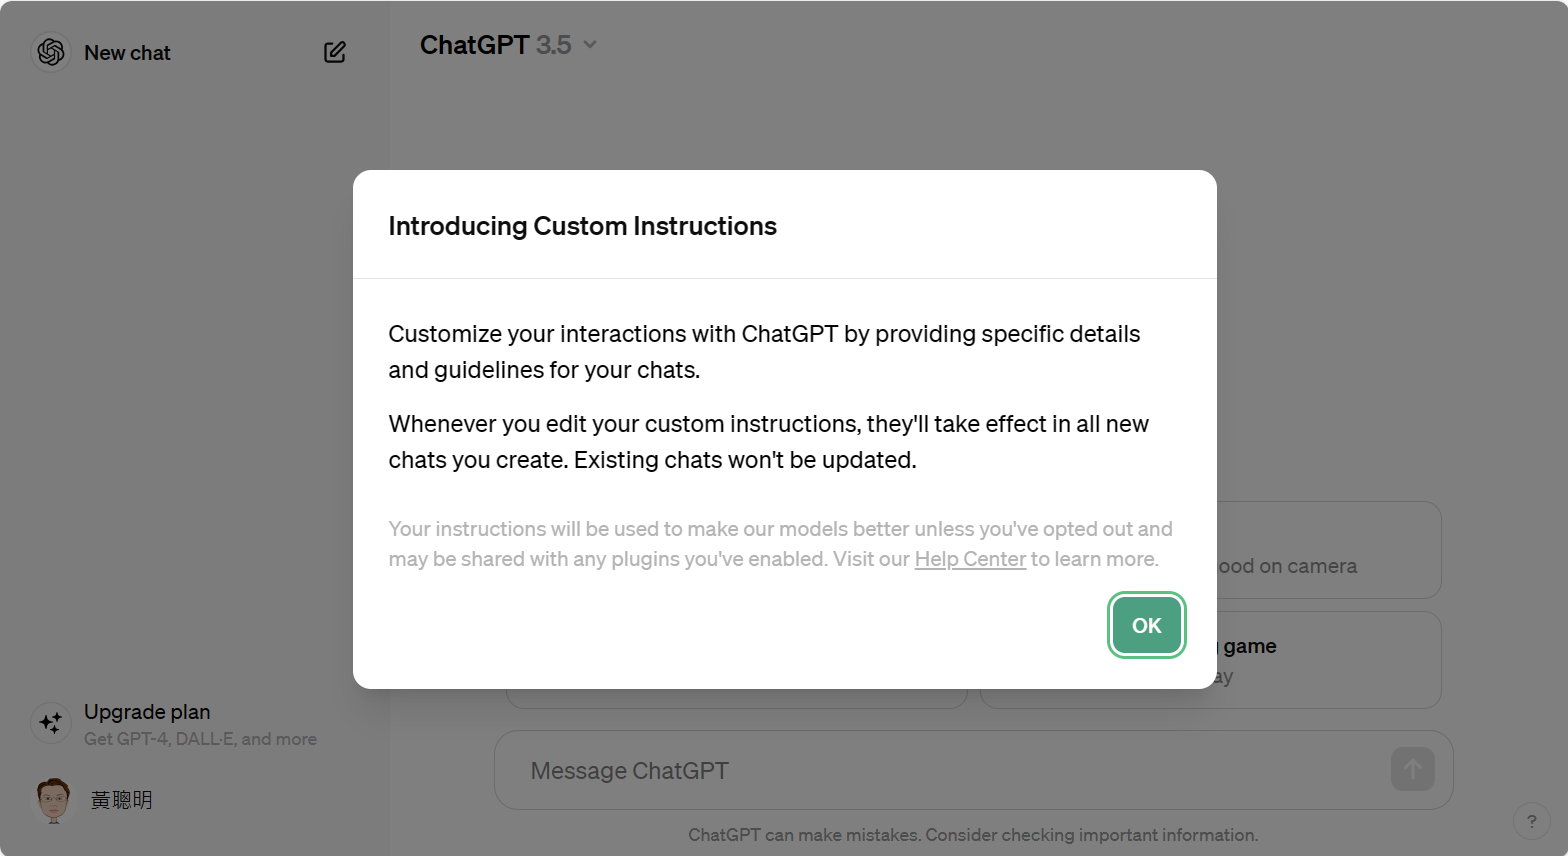 New chat
ChatGPT 3.5
Introducing Custom Instructions
Customize your interactions with ChatGPT by providing specific details
and guidelines for your chats.
Whenever you edit your custom instructions, they'll take effect in all new
chats you create. Existing chats won't be updated.
Your instructions will be used to make our models better unless you've opted out and
may be shared with any plugins you've enabled. Visit our Help Center to learn more.
OK
ood on camera
game
ay
Upgrade plan
Get GPT-4, DALL·E, and more
黃聰明
Message ChatGPT
ChatGPT can make mistakes. Consider checking important information.
?